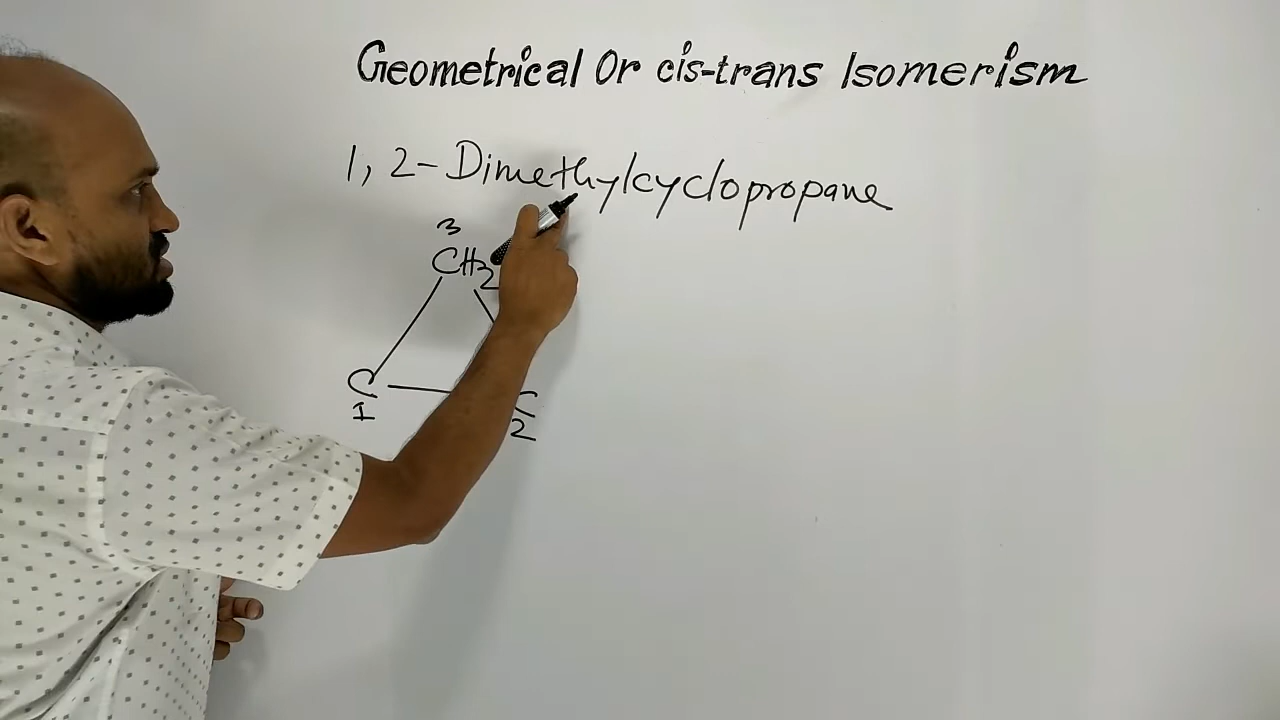 Geometrical Or cis-trans Isomerism
1, 2-Dimethylcyclopropane
3
CH2
C C
1 2